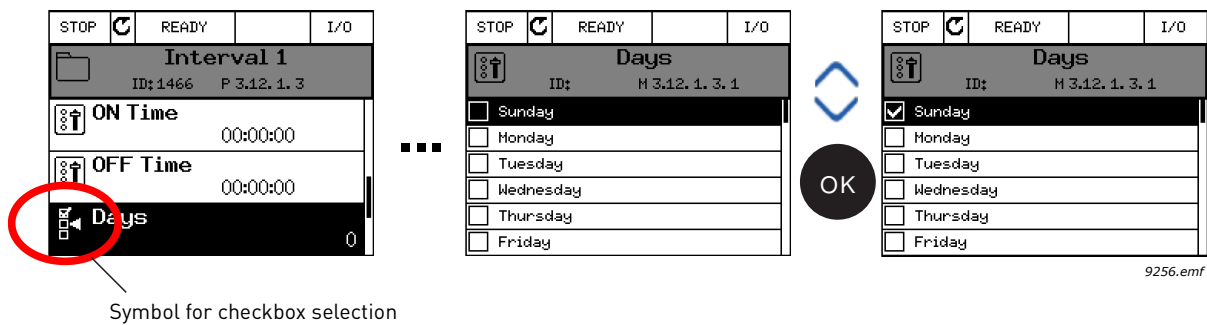 STOP READY I/O
Interval 1
ID:1466 P 3.12.1.3
ON Time
00:00:00
OFF Time
00:00:00
Days
0
Symbol for checkbox selection
STOP READY I/O
Days
ID: M 3.12.1.3.1
Sunday
Monday
Tuesday
Wednesday
Thursday
Friday
OK
STOP READY I/O
Days
ID: M 3.12.1.3.1
Sunday
Monday
Tuesday
Wednesday
Thursday
Friday
9256.emf